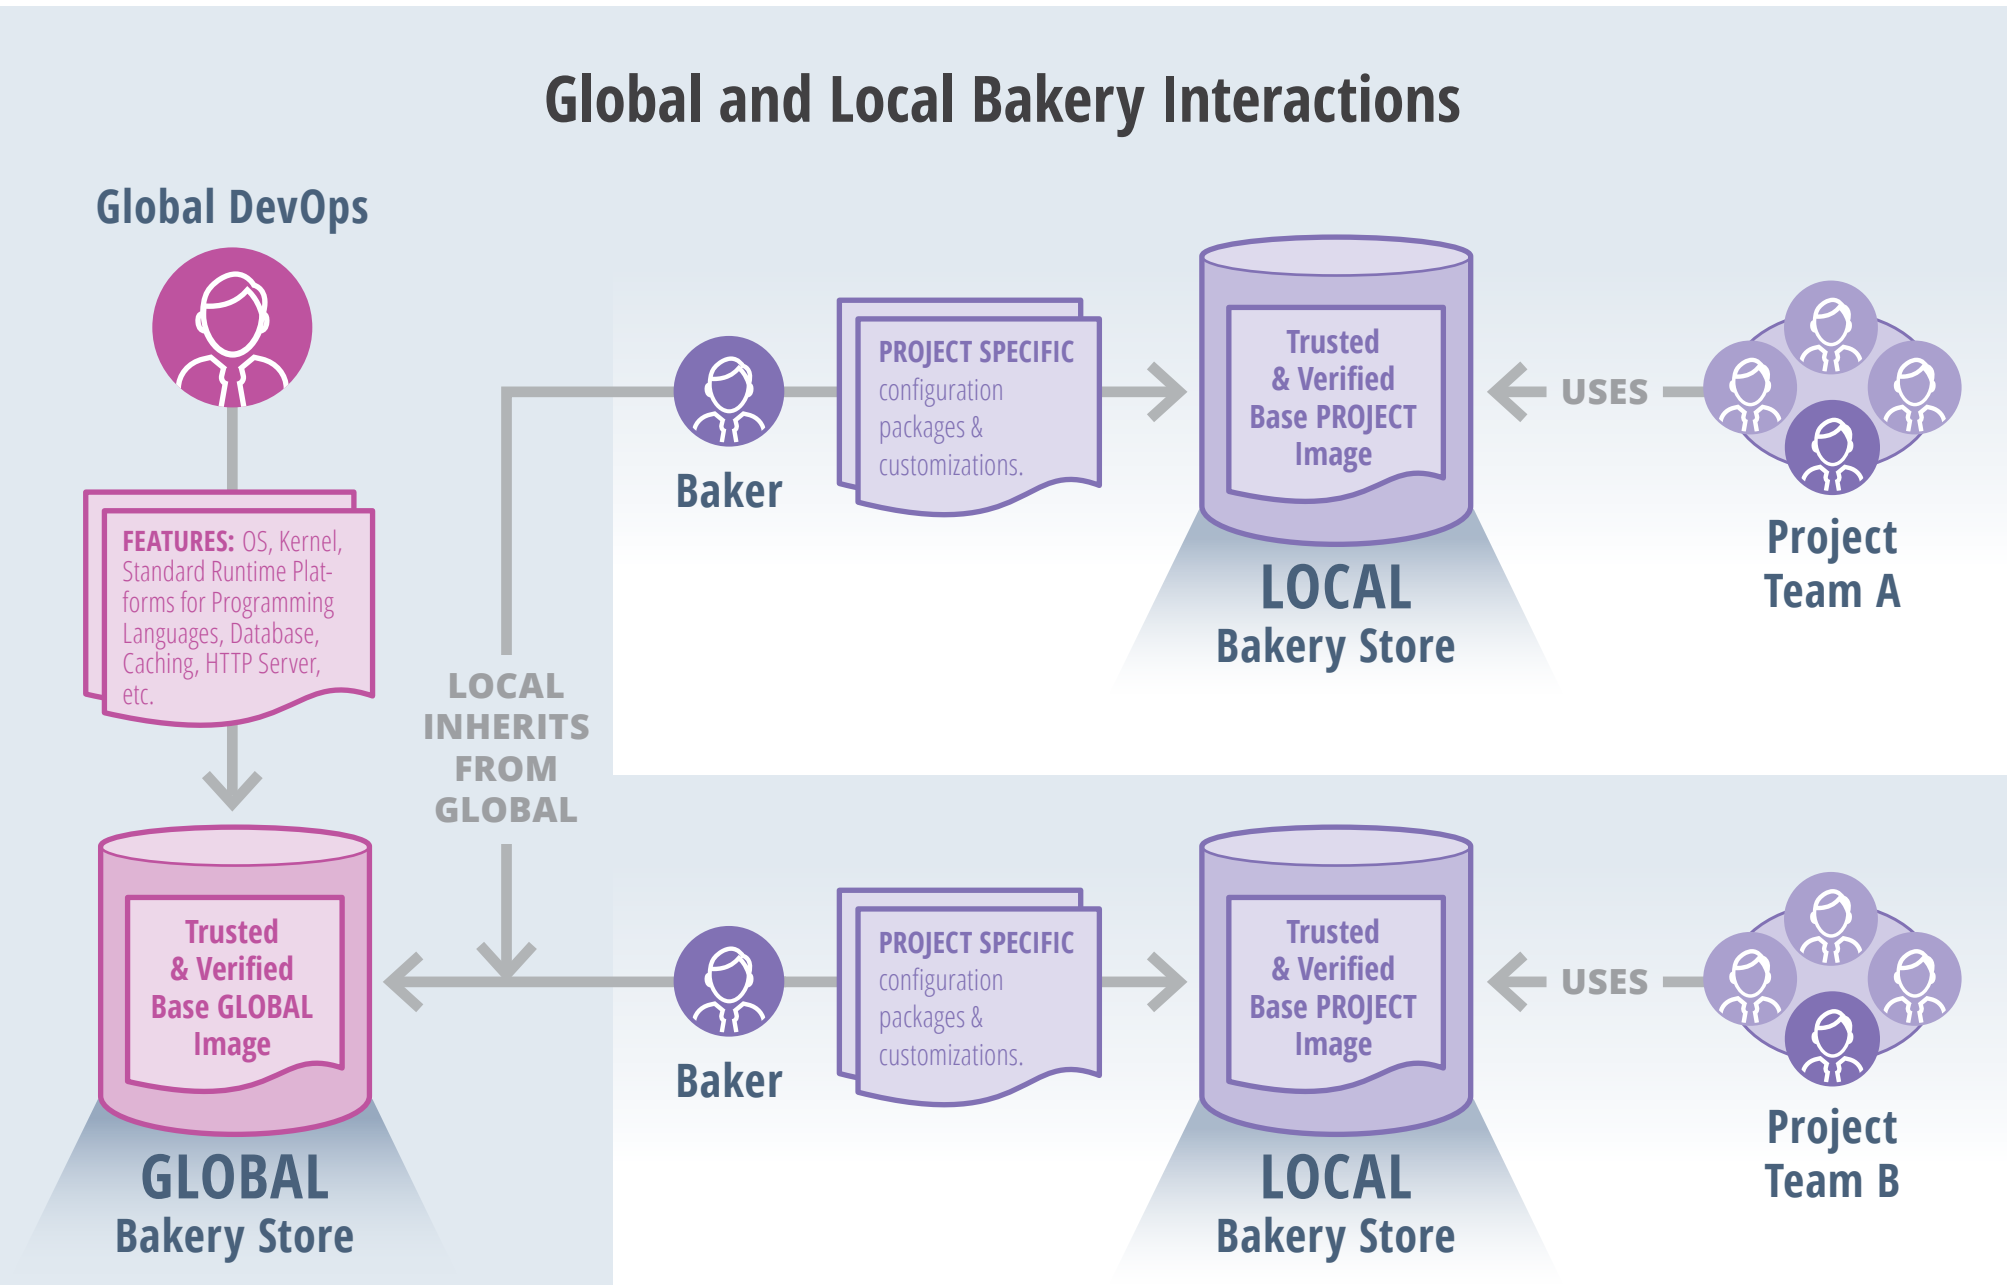 Global and Local Bakery Interactions
Global DevOps
FEATURES: OS, Kernel,
Standard Runtime Plat-
forms for Programming
Languages, Database,
Caching, HTTP Server,
etc.
Trusted
& Verified
Base GLOBAL
Image
GLOBAL
Bakery Store
LOCAL
INHERITS
FROM
GLOBAL
Baker
PROJECT SPECIFIC
configuration
packages &
customizations.
Trusted
& Verified
Base PROJECT
Image
LOCAL
Bakery Store
USES
Project
Team A
Baker
PROJECT SPECIFIC
configuration
packages &
customizations.
Trusted
& Verified
Base PROJECT
Image
LOCAL
Bakery Store
USES
Project
Team B